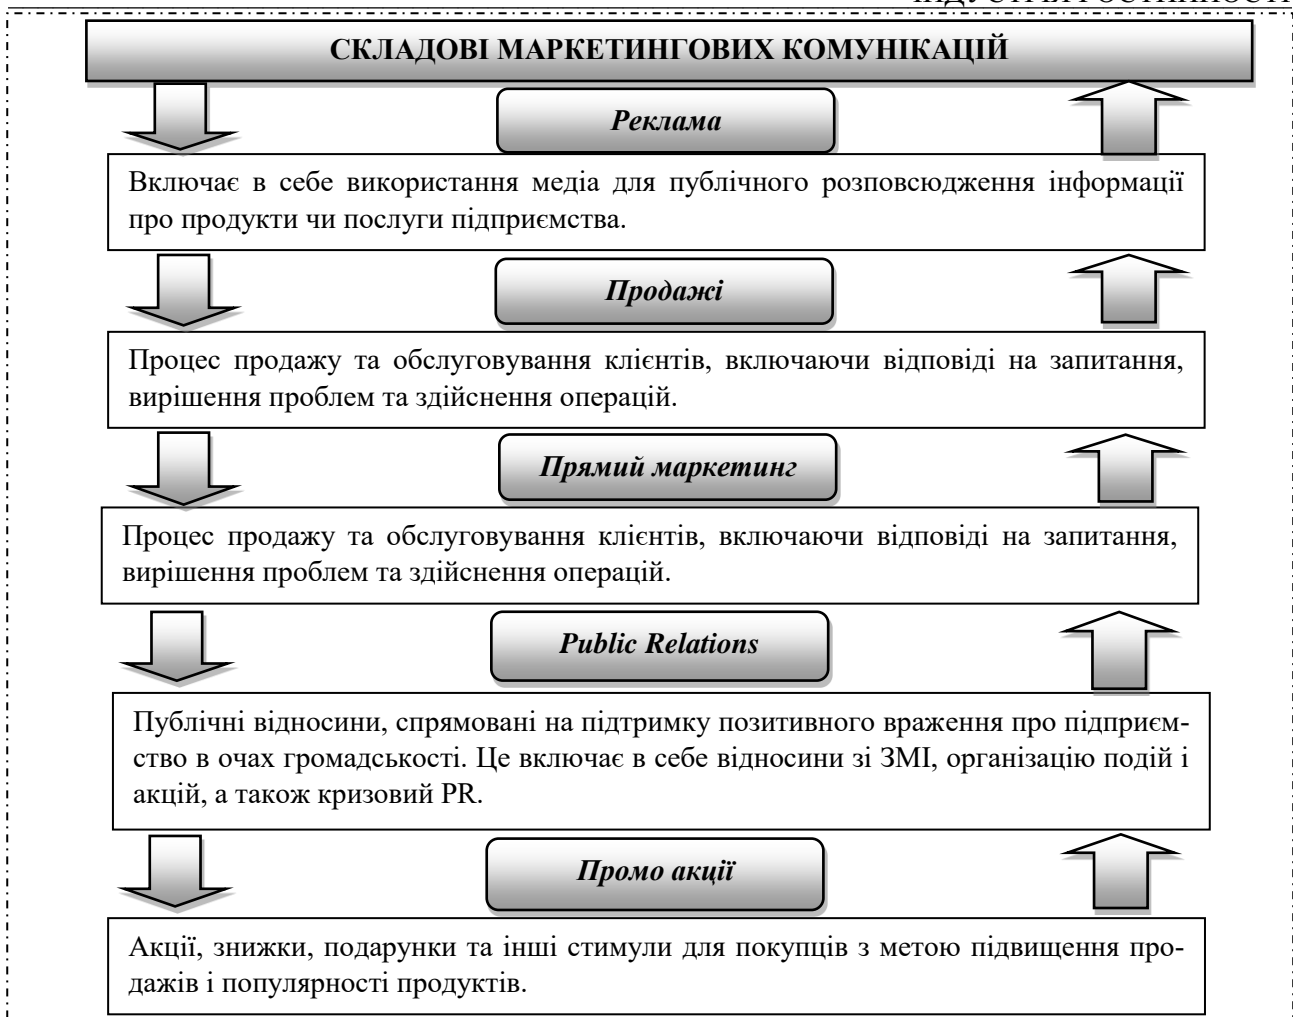 ІНДУСТРІЯ ГОСТИННОСТІ
СКЛАДОВІ МАРКЕТИНГОВИХ КОМУНІКАЦІЙ
Реклама
Включає в себе використання медіа для публічного розповсюдження інформації
про продукти чи послуги підприємства.
Продажі
Процес продажу та обслуговування клієнтів, включаючи відповіді на запитання,
вирішення проблем та здійснення операцій.
Прямий маркетинг
Процес продажу та обслуговування клієнтів, включаючи відповіді на запитання,
вирішення проблем та здійснення операцій.
Public Relations
Публічні відносини, спрямовані на підтримку позитивного враження про підприєм-
ство в очах громадськості. Це включає в себе відносини зі ЗМІ, організацію подій і
акцій, а також кризовий PR.
Промо акції
Акції, знижки, подарунки та інші стимули для покупців з метою підвищення про-
дажів і популярності продуктів.